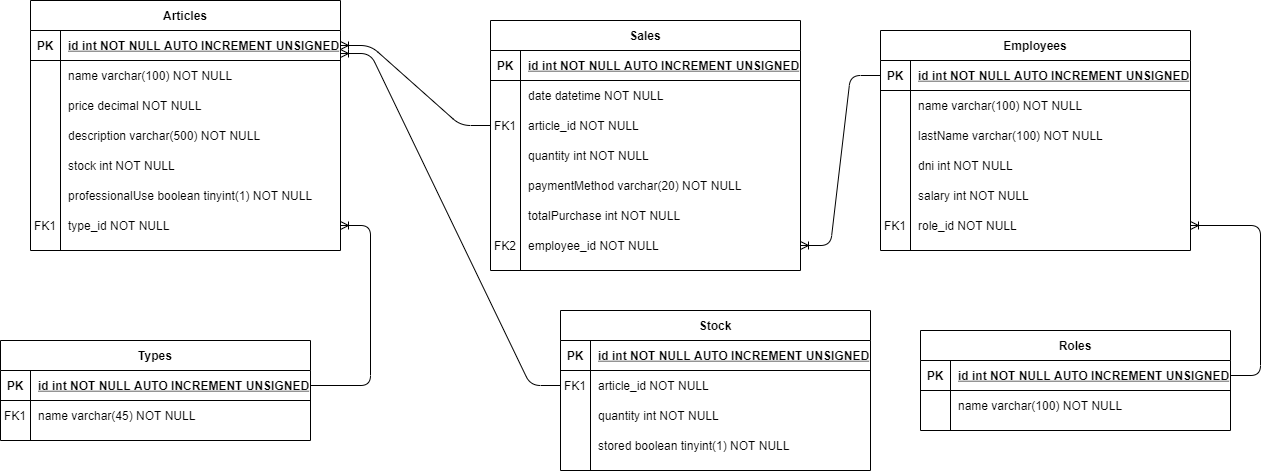 Articles
PK id int NOT NULL AUTO INCREMENT UNSIGNED
name varchar(100) NOT NULL
price decimal NOT NULL
description varchar(500) NOT NULL
stock int NOT NULL
professionalUse boolean tinyint(1) NOT NULL
FK1 type_id NOT NULL
Sales
PK id int NOT NULL AUTO INCREMENT UNSIGNED
date datetime NOT NULL
FK1 article_id NOT NULL
quantity int NOT NULL
paymentMethod varchar(20) NOT NULL
totalPurchase int NOT NULL
FK2 employee_id NOT NULL
Employees
PK id int NOT NULL AUTO INCREMENT UNSIGNED
name varchar(100) NOT NULL
lastName varchar(100) NOT NULL
dni int NOT NULL
salary int NOT NULL
FK1 role_id NOT NULL
Types
PK id int NOT NULL AUTO INCREMENT UNSIGNED
FK1 name varchar(45) NOT NULL
Stock
PK id int NOT NULL AUTO INCREMENT UNSIGNED
FK1 article_id NOT NULL
quantity int NOT NULL
stored boolean tinyint(1) NOT NULL
Roles
PK id int NOT NULL AUTO INCREMENT UNSIGNED
name varchar(100) NOT NULL